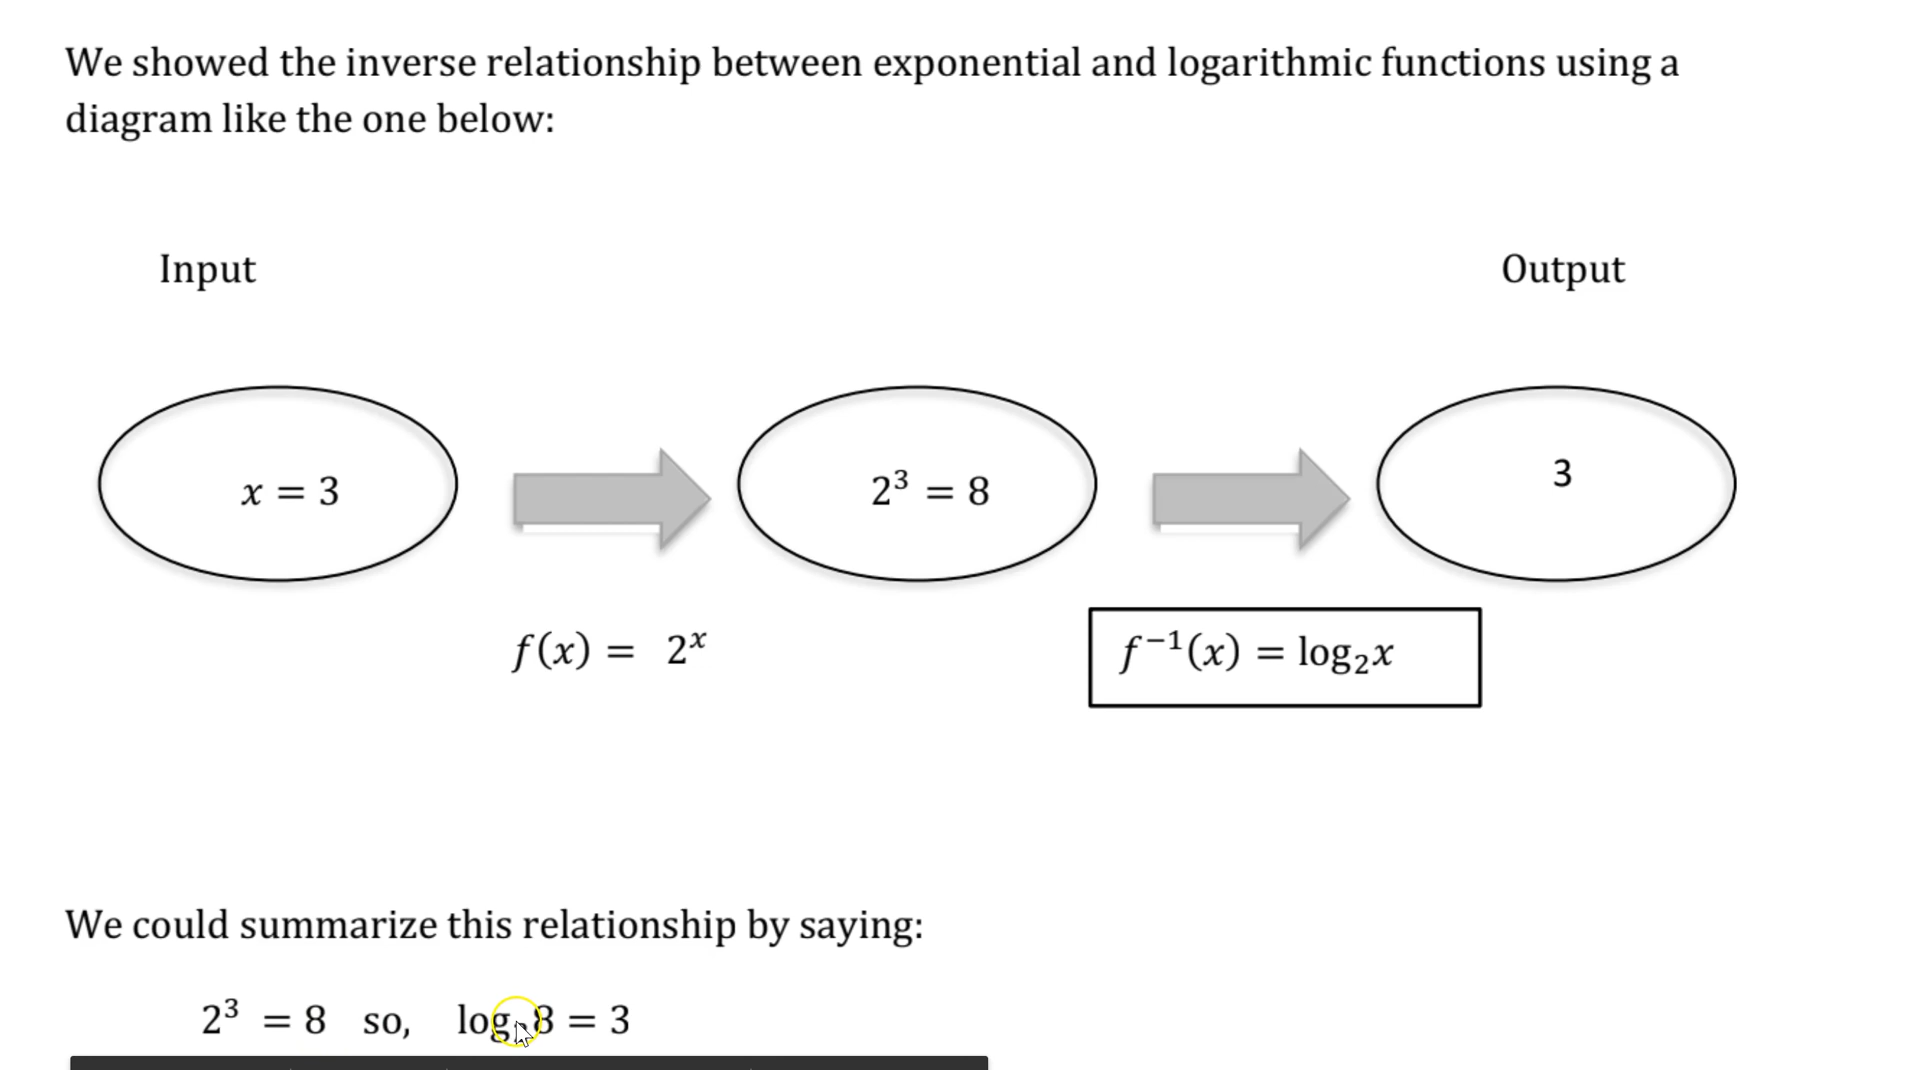 We showed the inverse relationship between exponential and logarithmic functions using a
diagram like the one below:
Input
Output
x = 3
2³ = 8
3
f(x) = 2ˣ
f⁻¹(x) = log₂x
We could summarize this relationship by saying:
2³ = 8 so, log 8 = 3